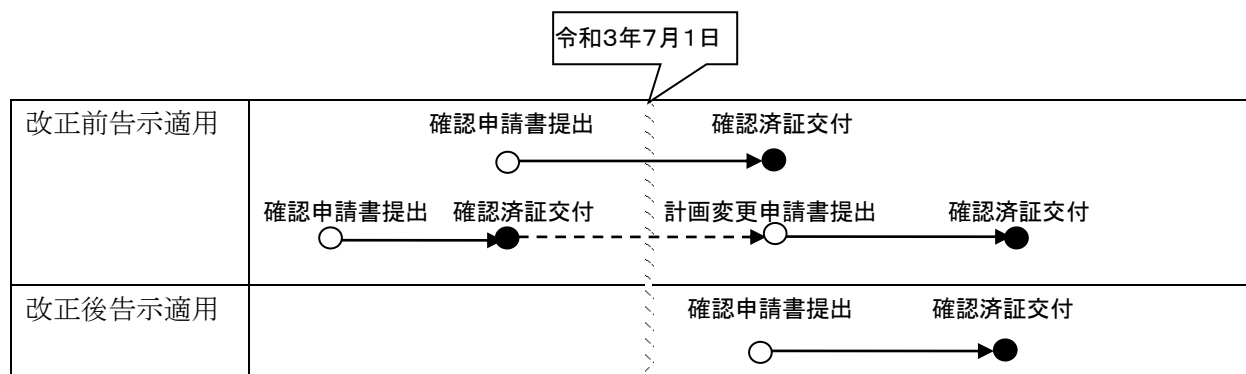 令和3年7月1日
改正前告示適用
確認申請書提出 確認済証交付
確認申請書提出 確認済証交付 計画変更申請書提出 確認済証交付
改正後告示適用
確認申請書提出 確認済証交付